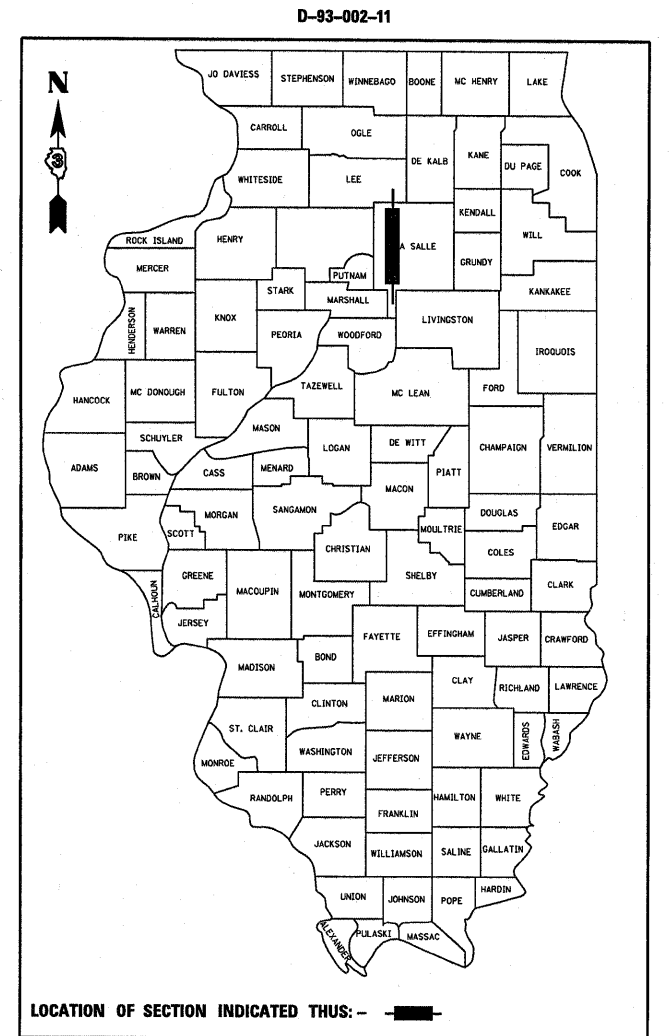 D-93-002-11
N
JO DAVIESS
STEPHENSON
WINNEBAGO
BOONE
MC HENRY
LAKE
CARROLL
OGLE
DE KALB
KANE
DU PAGE
COOK
WHITESIDE
LEE
KENDALL
WILL
ROCK ISLAND
HENRY
A SALLE
GRUNDY
MERCER
PUTNAM
STARK
MARSHALL
KANKAKEE
HENDERSON
WARREN
KNOX
PEORIA
WOODFORD
LIVINGSTON
IROQUOIS
HANCOCK
MC DONOUGH
FULTON
TAZEWELL
MC LEAN
FORD
SCHUYLER
MASON
LOGAN
DE WITT
CHAMPAIGN
VERMILION
ADAMS
BROWN
CASS
MENARD
PIATT
MACON
PIKE
SCOTT
MORGAN
SANGAMON
CHRISTIAN
MOULTRIE
DOUGLAS
EDGAR
COLES
CALHOUN
GREENE
MACOUPIN
MONTGOMERY
SHELBY
CUMBERLAND
CLARK
JERSEY
FAYETTE
EFFINGHAM
JASPER
CRAWFORD
MADISON
BOND
CLAY
RICHLAND
LAWRENCE
CLINTON
MARION
ST. CLAIR
WAYNE
EDWARDS
WABASH
MONROE
WASHINGTON
JEFFERSON
RANDOLPH
PERRY
HAMILTON
WHITE
FRANKLIN
JACKSON
WILLIAMSON
SALINE
GALLATIN
UNION
JOHNSON
POPE
HARDIN
ALEXANDER
PULASKI
MASSAC
LOCATION OF SECTION INDICATED THUS: -